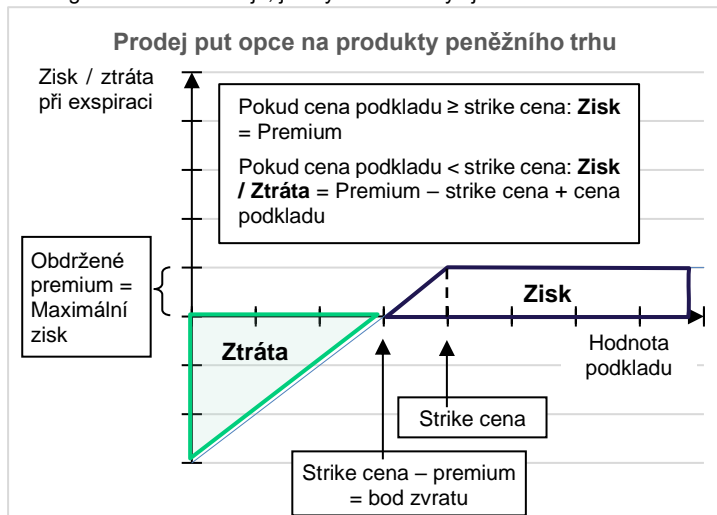 Prodej put opce na produkty peněžního trhu
Zisk / ztráta
při exspiraci
Pokud cena podkladu ≥ strike cena: Zisk
= Premium
Pokud cena podkladu < strike cena: Zisk
/ Ztráta = Premium – strike cena + cena
podkladu
Obdržené
premium =
Maximální
zisk
Zisk
Ztráta
Hodnota
podkladu
Strike cena
Strike cena – premium
= bod zvratu